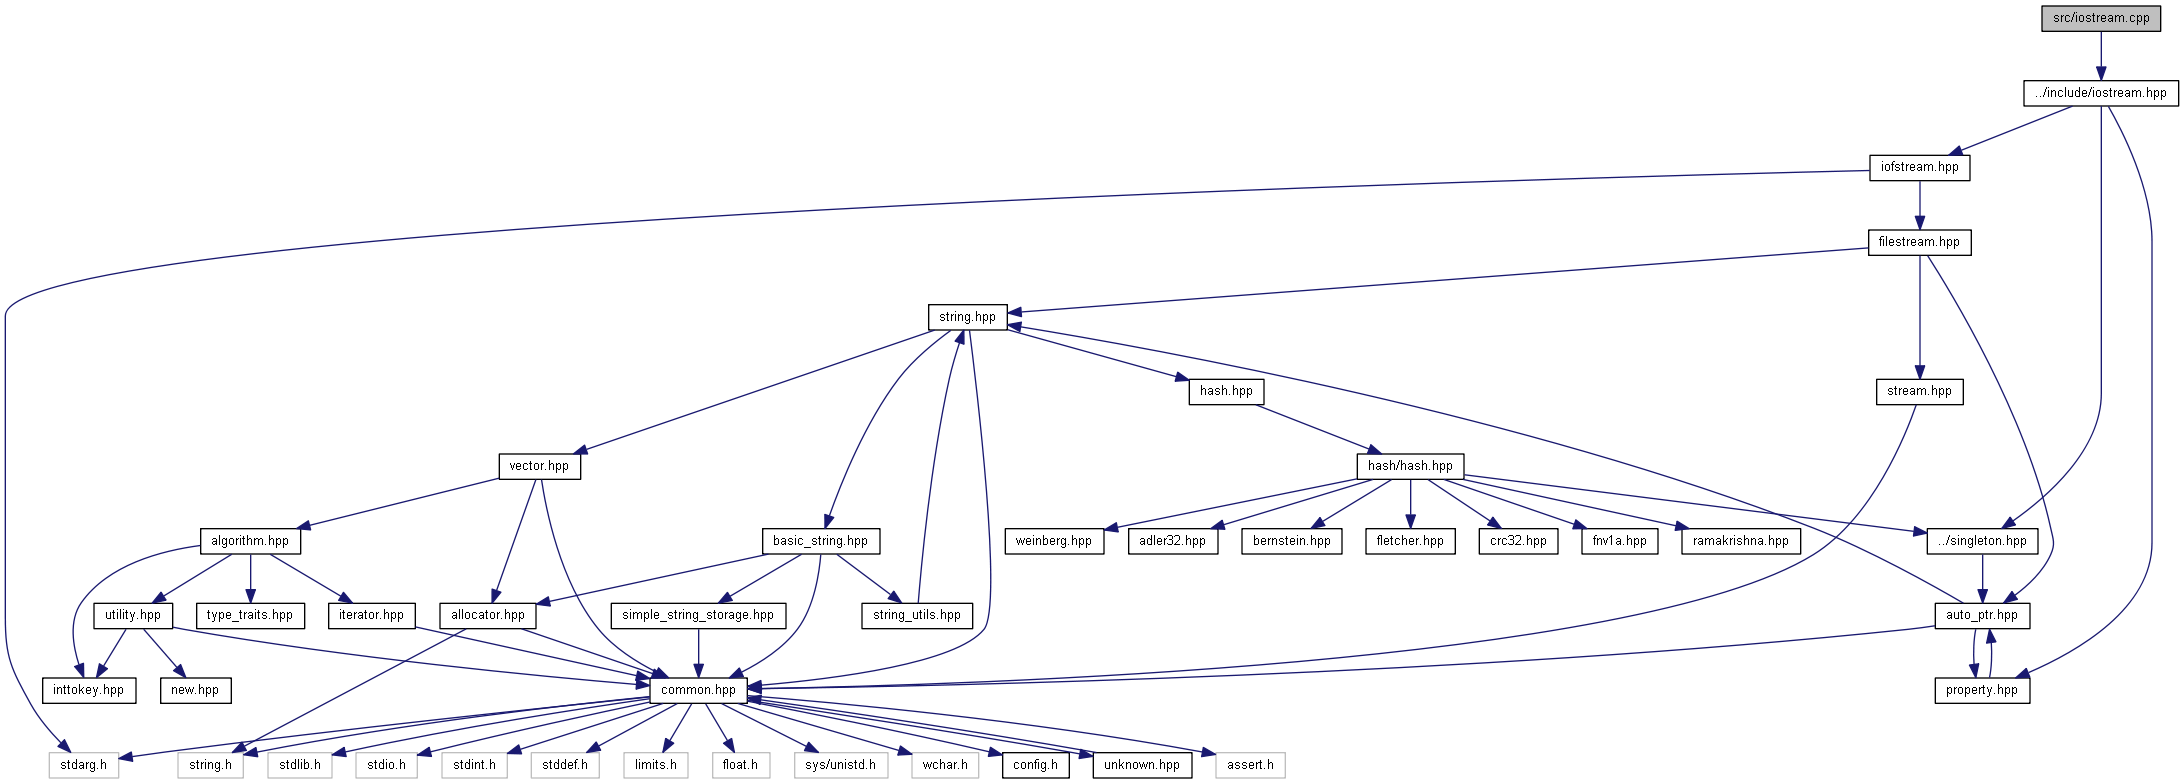 src/iostream.cpp
../include/iostream.hpp
iofstream.hpp
filestream.hpp
string.hpp
hash.hpp
stream.hpp
vector.hpp
hash/hash.hpp
algorithm.hpp
basic_string.hpp
weinberg.hpp
adler32.hpp
bernstein.hpp
fletcher.hpp
crc32.hpp
fnv1a.hpp
ramakrishna.hpp
../singleton.hpp
utility.hpp
type_traits.hpp
iterator.hpp
allocator.hpp
simple_string_storage.hpp
string_utils.hpp
auto_ptr.hpp
inttokey.hpp
new.hpp
common.hpp
property.hpp
stdarg.h
string.h
stdlib.h
stdio.h
stdint.h
stddef.h
limits.h
float.h
sys/unistd.h
wchar.h
config.h
unknown.hpp
assert.h